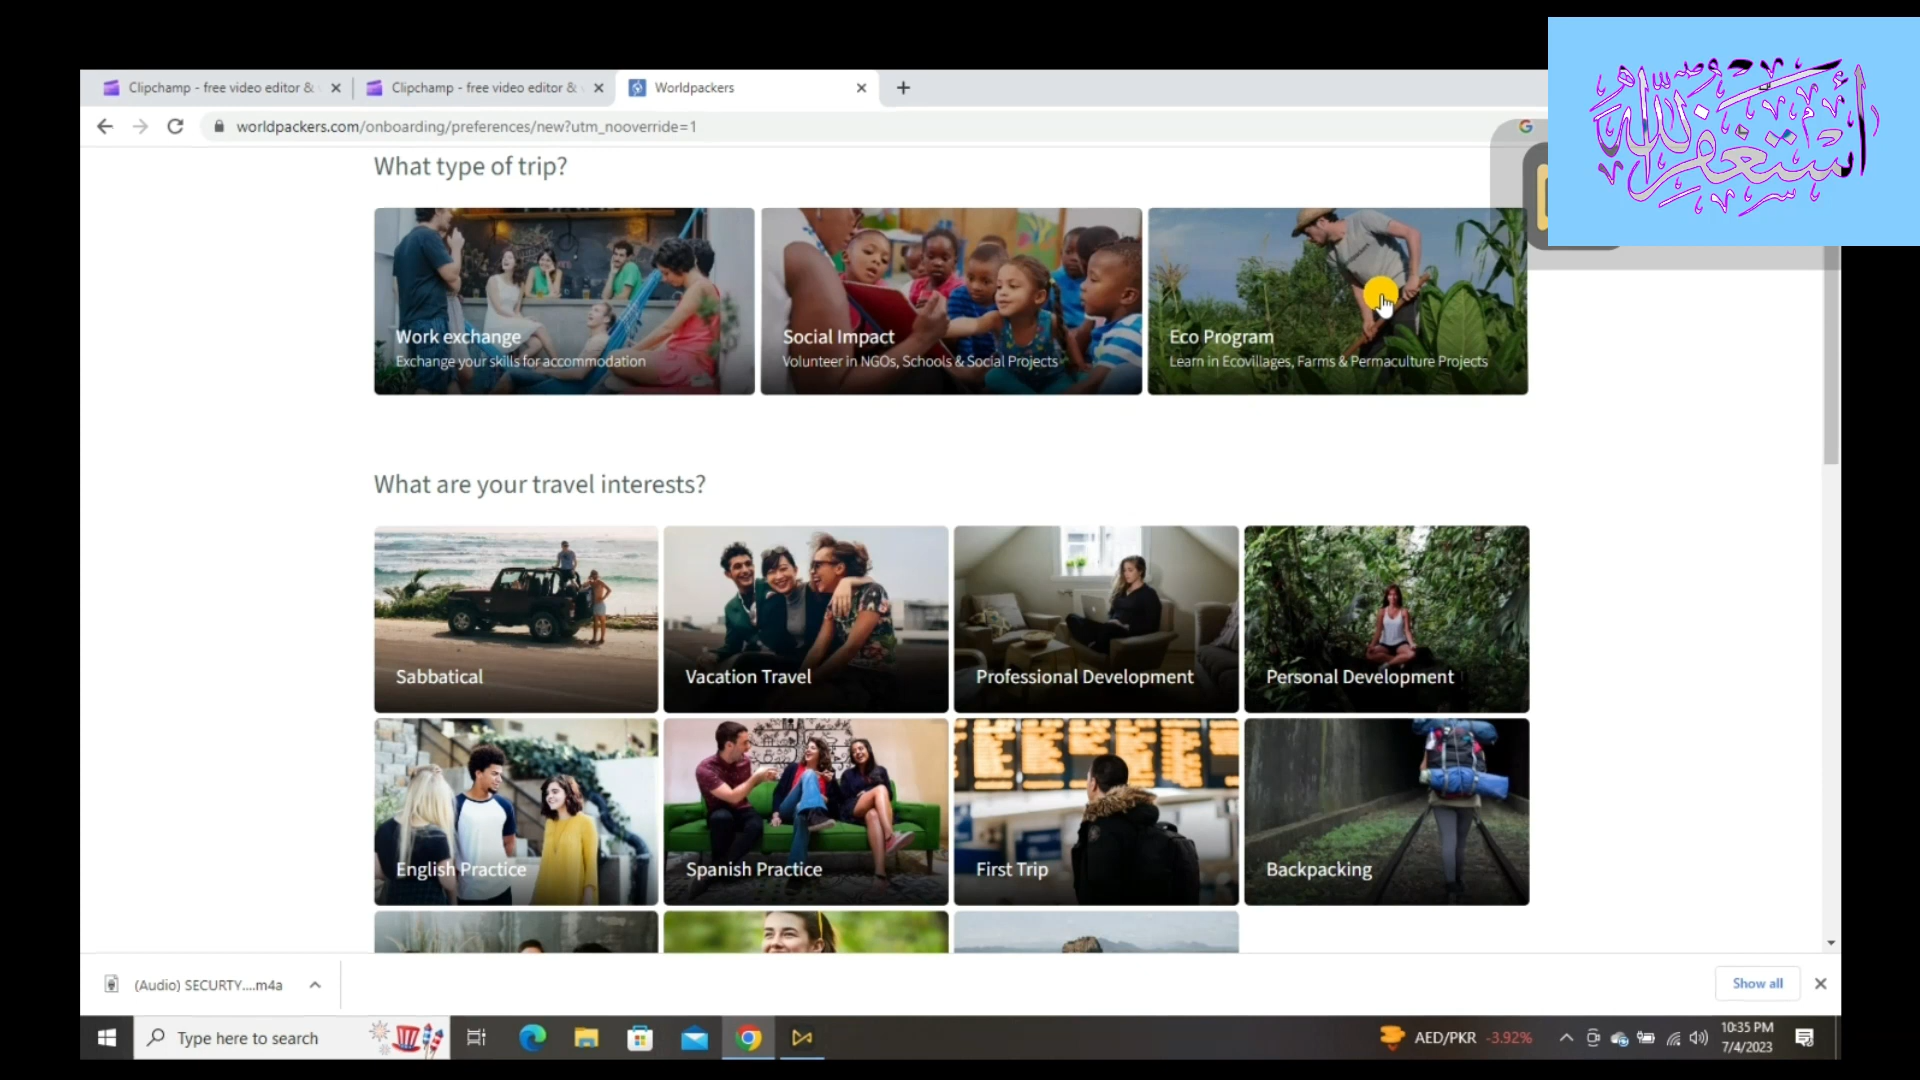 Clipchamp - free video editor &
Clipchamp - free video editor &
Worldpackers
worldpackers.com/onboarding/preferences/new?utm_nooverride=1
أستغفر الله
What type of trip?
Work exchange
Exchange your skills for accommodation
Social Impact
Volunteer in NGOs, Schools & Social Projects
Eco Program
Learn in Ecovillages, Farms & Permaculture Projects
What are your travel interests?
Sabbatical
Vacation Travel
Professional Development
Personal Development
English Practice
Spanish Practice
First Trip
Backpacking
(Audio) SECURTY....m4a
Show all
Type here to search
AED/PKR -3.92%
10:35 PM
7/4/2023